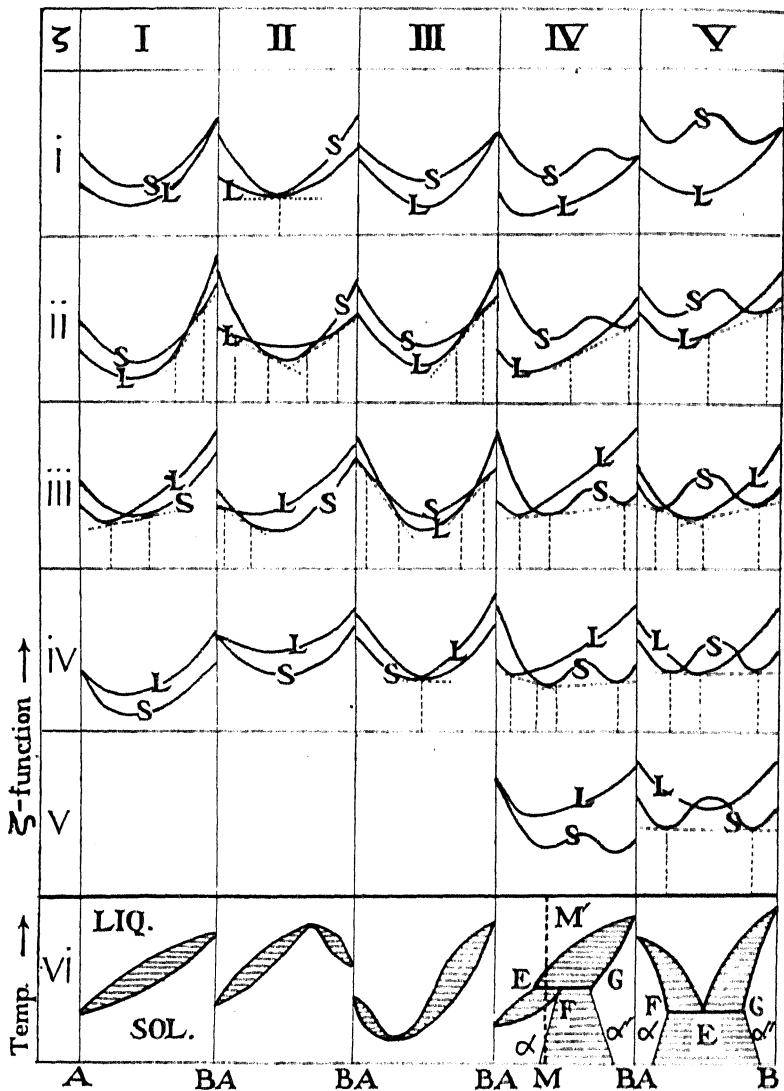 ζ I II III IV V
i S L L S S L S L S L
ii S L L S S L S L S L
iii L S L S S L L S S L
iv L S L S S L L S L S
v L S L S
vi LIQ. SOL. M′ E F G α α″ F G E α α″
ζ-function →
Temp. →
A BA BA BA M BA B